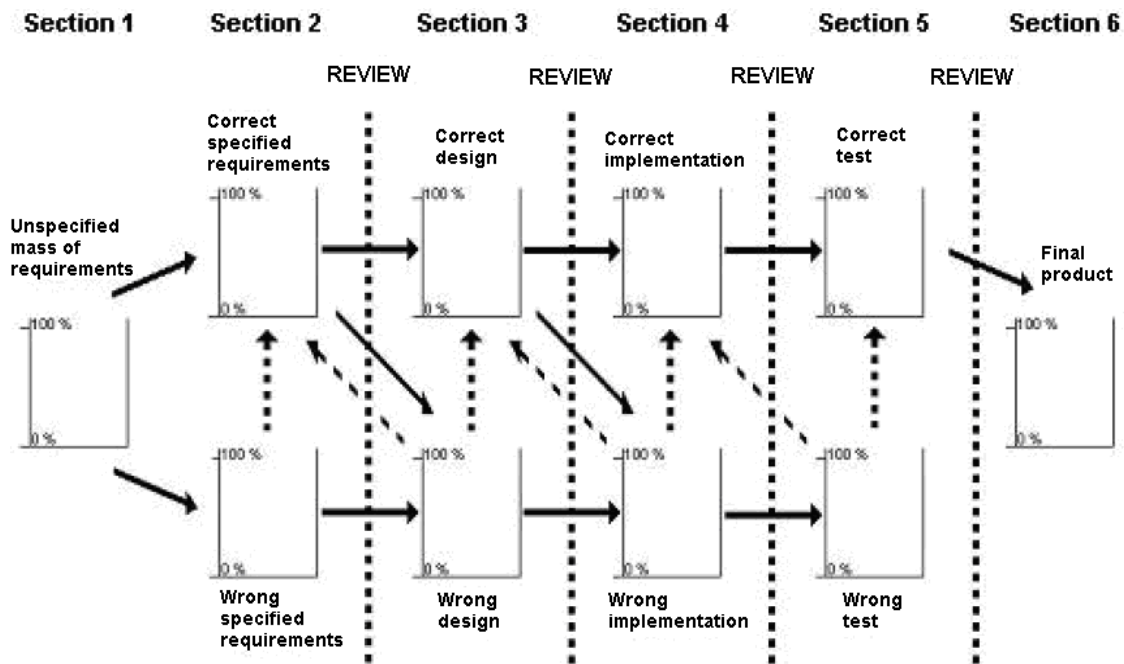 Section 1 Section 2 Section 3 Section 4 Section 5 Section 6
REVIEW REVIEW REVIEW REVIEW
Correct
specified
requirements
Correct
design
Correct
implementation
Correct
test
100 %
0 %
100 %
0 %
100 %
0 %
100 %
0 %
Unspecified
mass of
requirements
100 %
0 %
Final
product
100 %
0 %
100 %
0 %
100 %
0 %
100 %
0 %
100 %
0 %
Wrong
specified
requirements
Wrong
design
Wrong
implementation
Wrong
test